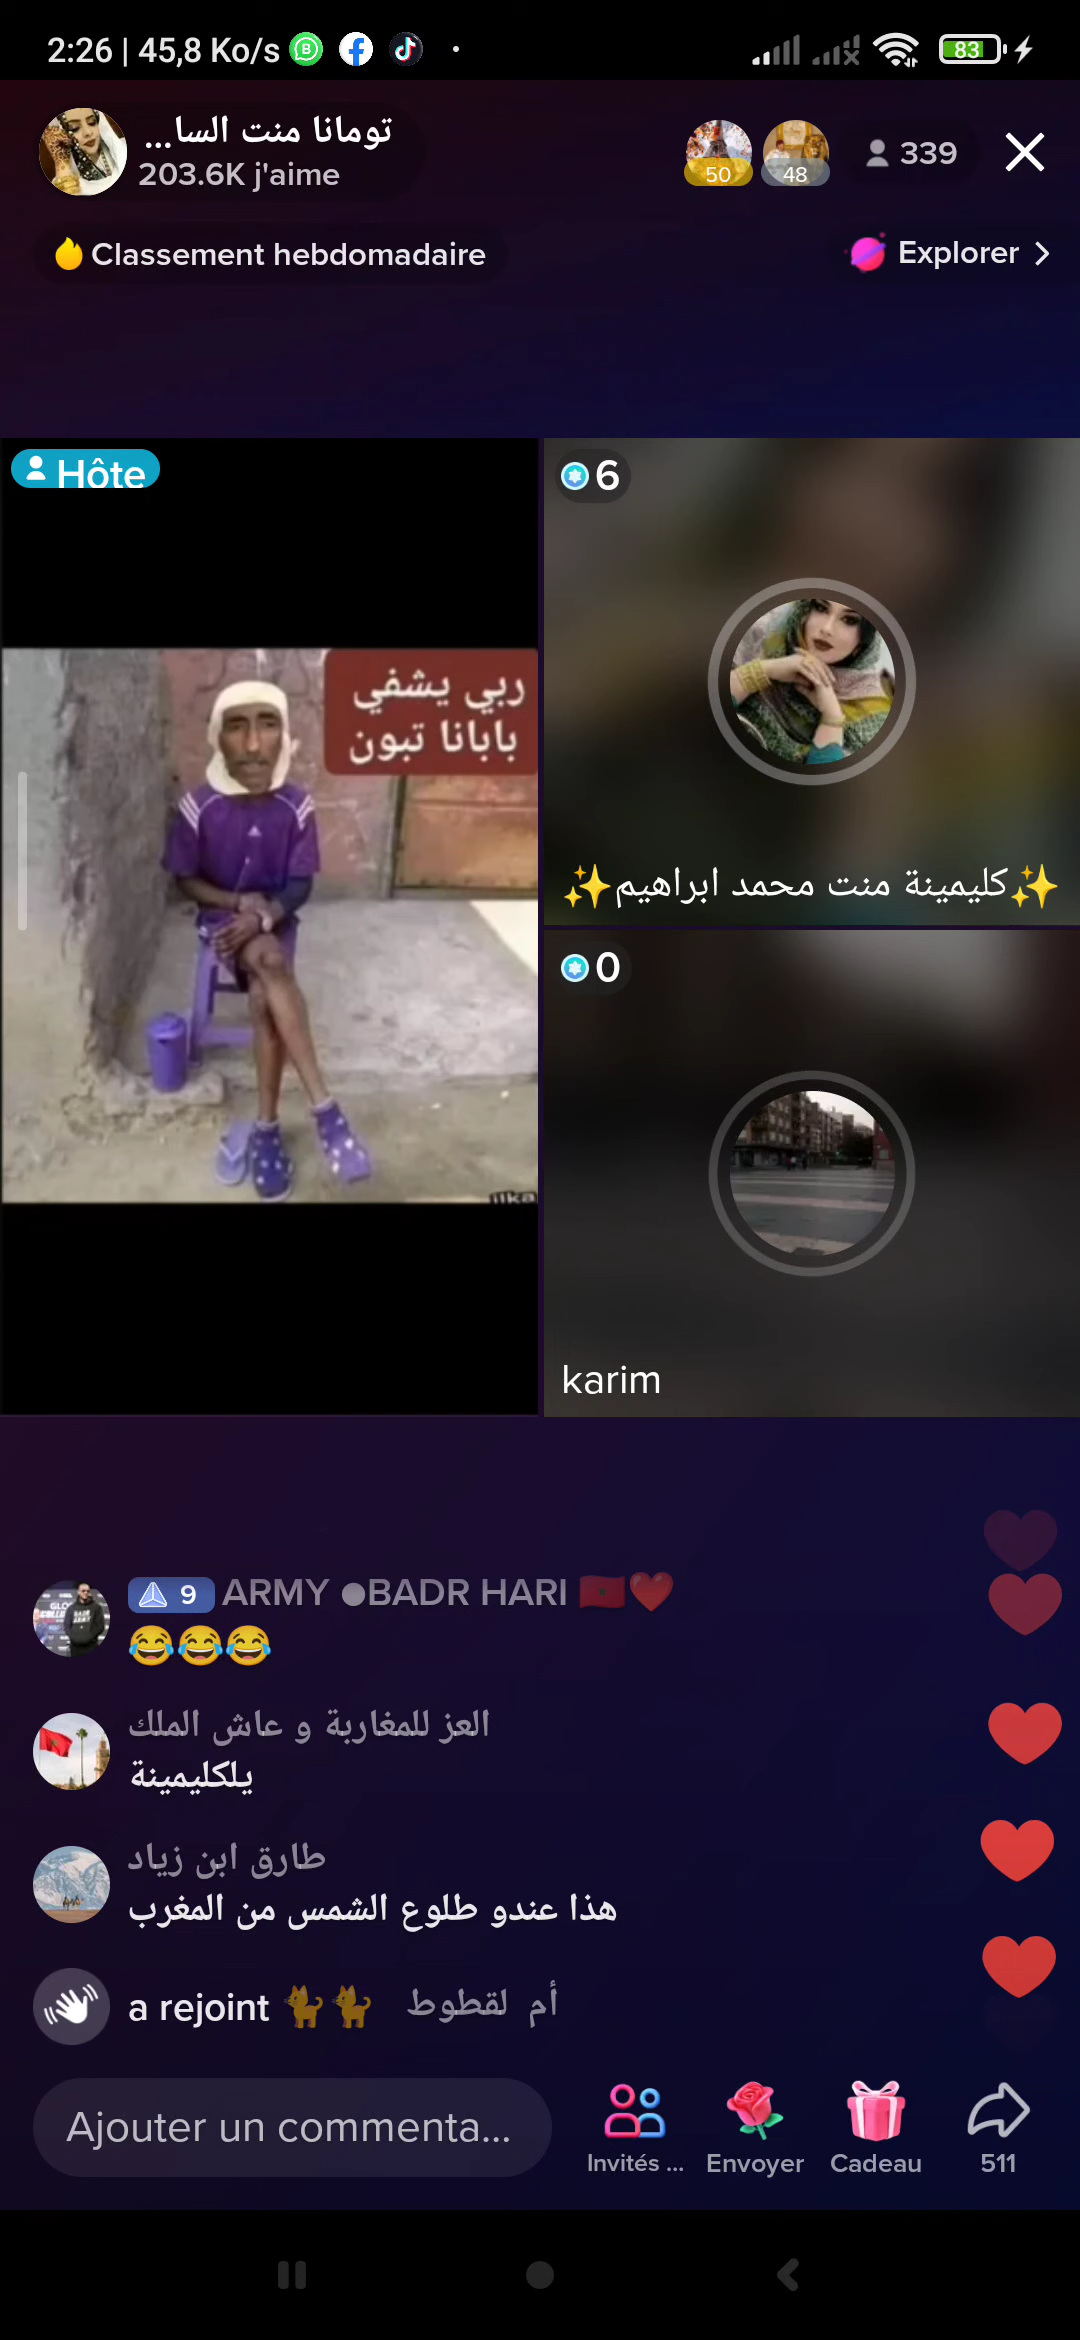 2:26 | 45,8 Ko/s
83
تومانا منت السا...
203.6K j'aime
50
48
339
Classement hebdomadaire
Explorer
Hôte
6
ربي يشفي
بابانا تبون
✨كليمينة منت محمد ابراهيم✨
0
karim
9 ARMY ●BADR HARI 🇲🇦❤️
😂😂😂
العز للمغاربة و عاش الملك
يلكليمينة
طارق ابن زياد
هذا عندو طلوع الشمس من المغرب
أم لقطوط 🐈🐈 a rejoint
Ajouter un commenta...
Invités ...
Envoyer
Cadeau
511